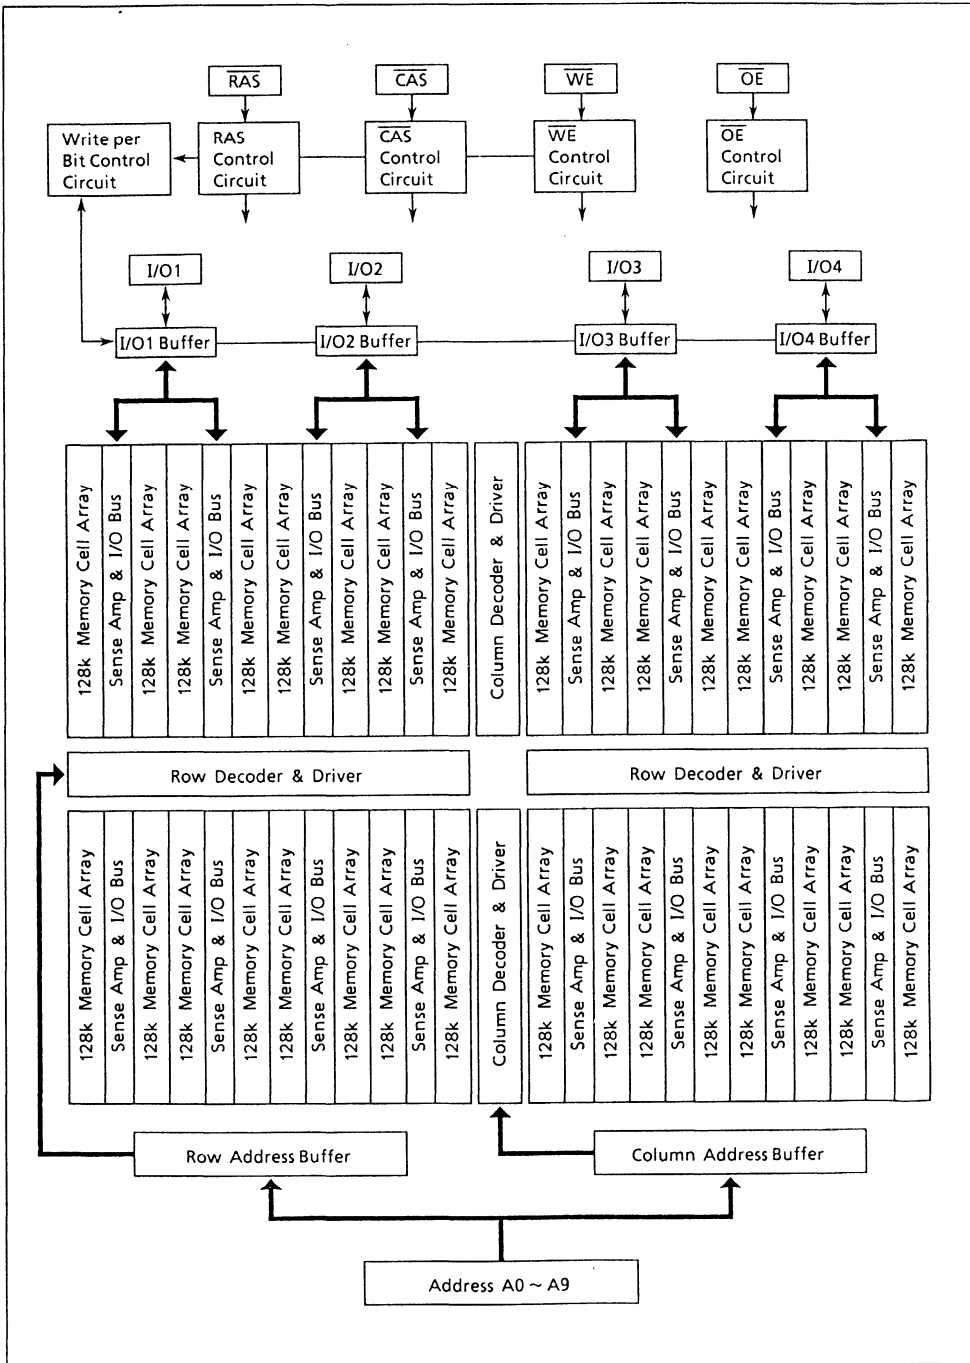 R̅A̅S̅
C̅A̅S̅
W̅E̅
O̅E̅
Write per
Bit Control
Circuit
RAS
Control
Circuit
C̅A̅S̅
Control
Circuit
W̅E̅
Control
Circuit
O̅E̅
Control
Circuit
I/O1
I/O2
I/O3
I/O4
I/O1 Buffer
I/O2 Buffer
I/O3 Buffer
I/O4 Buffer
128k Memory Cell Array
Sense Amp & I/O Bus
128k Memory Cell Array
128k Memory Cell Array
Sense Amp & I/O Bus
128k Memory Cell Array
128k Memory Cell Array
Sense Amp & I/O Bus
128k Memory Cell Array
128k Memory Cell Array
Sense Amp & I/O Bus
128k Memory Cell Array
Column Decoder & Driver
128k Memory Cell Array
Sense Amp & I/O Bus
128k Memory Cell Array
128k Memory Cell Array
Sense Amp & I/O Bus
128k Memory Cell Array
128k Memory Cell Array
Sense Amp & I/O Bus
128k Memory Cell Array
128k Memory Cell Array
Sense Amp & I/O Bus
128k Memory Cell Array
Row Decoder & Driver
Row Decoder & Driver
128k Memory Cell Array
Sense Amp & I/O Bus
128k Memory Cell Array
128k Memory Cell Array
Sense Amp & I/O Bus
128k Memory Cell Array
128k Memory Cell Array
Sense Amp & I/O Bus
128k Memory Cell Array
128k Memory Cell Array
Sense Amp & I/O Bus
128k Memory Cell Array
Column Decoder & Driver
128k Memory Cell Array
Sense Amp & I/O Bus
128k Memory Cell Array
128k Memory Cell Array
Sense Amp & I/O Bus
128k Memory Cell Array
128k Memory Cell Array
Sense Amp & I/O Bus
128k Memory Cell Array
128k Memory Cell Array
Sense Amp & I/O Bus
128k Memory Cell Array
Row Address Buffer
Column Address Buffer
Address A0 ~ A9